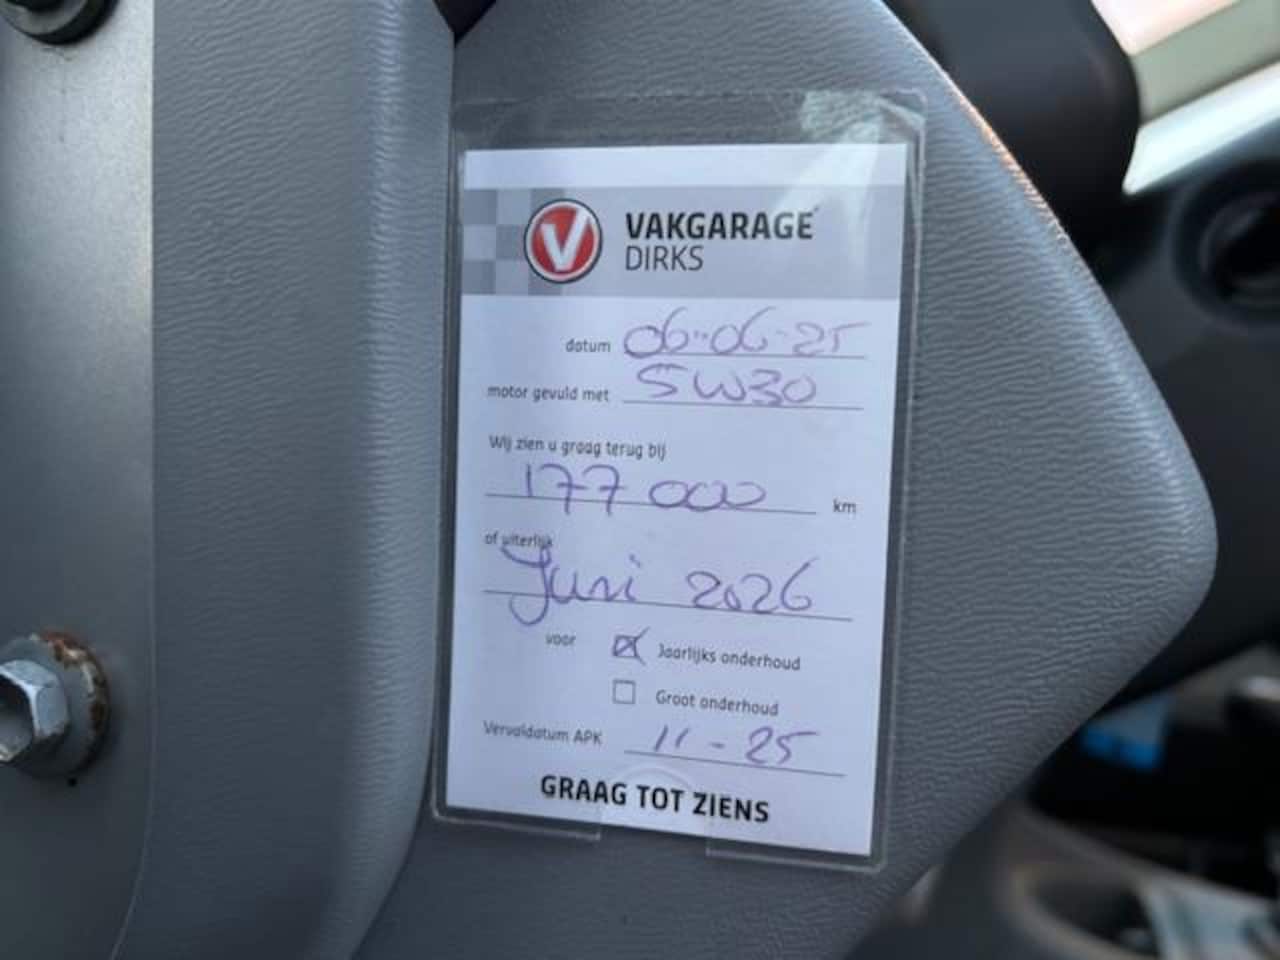 V VAKGARAGE
DIRKS
datum 06-06-25
motor gevuld met 5W30
Wij zien u graag terug bij
177 000 km
of uiterlijk
Juni 2026
voor ☒ Jaarlijks onderhoud
☐ Groot onderhoud
Vervaldatum APK 11-25
GRAAG TOT ZIENS